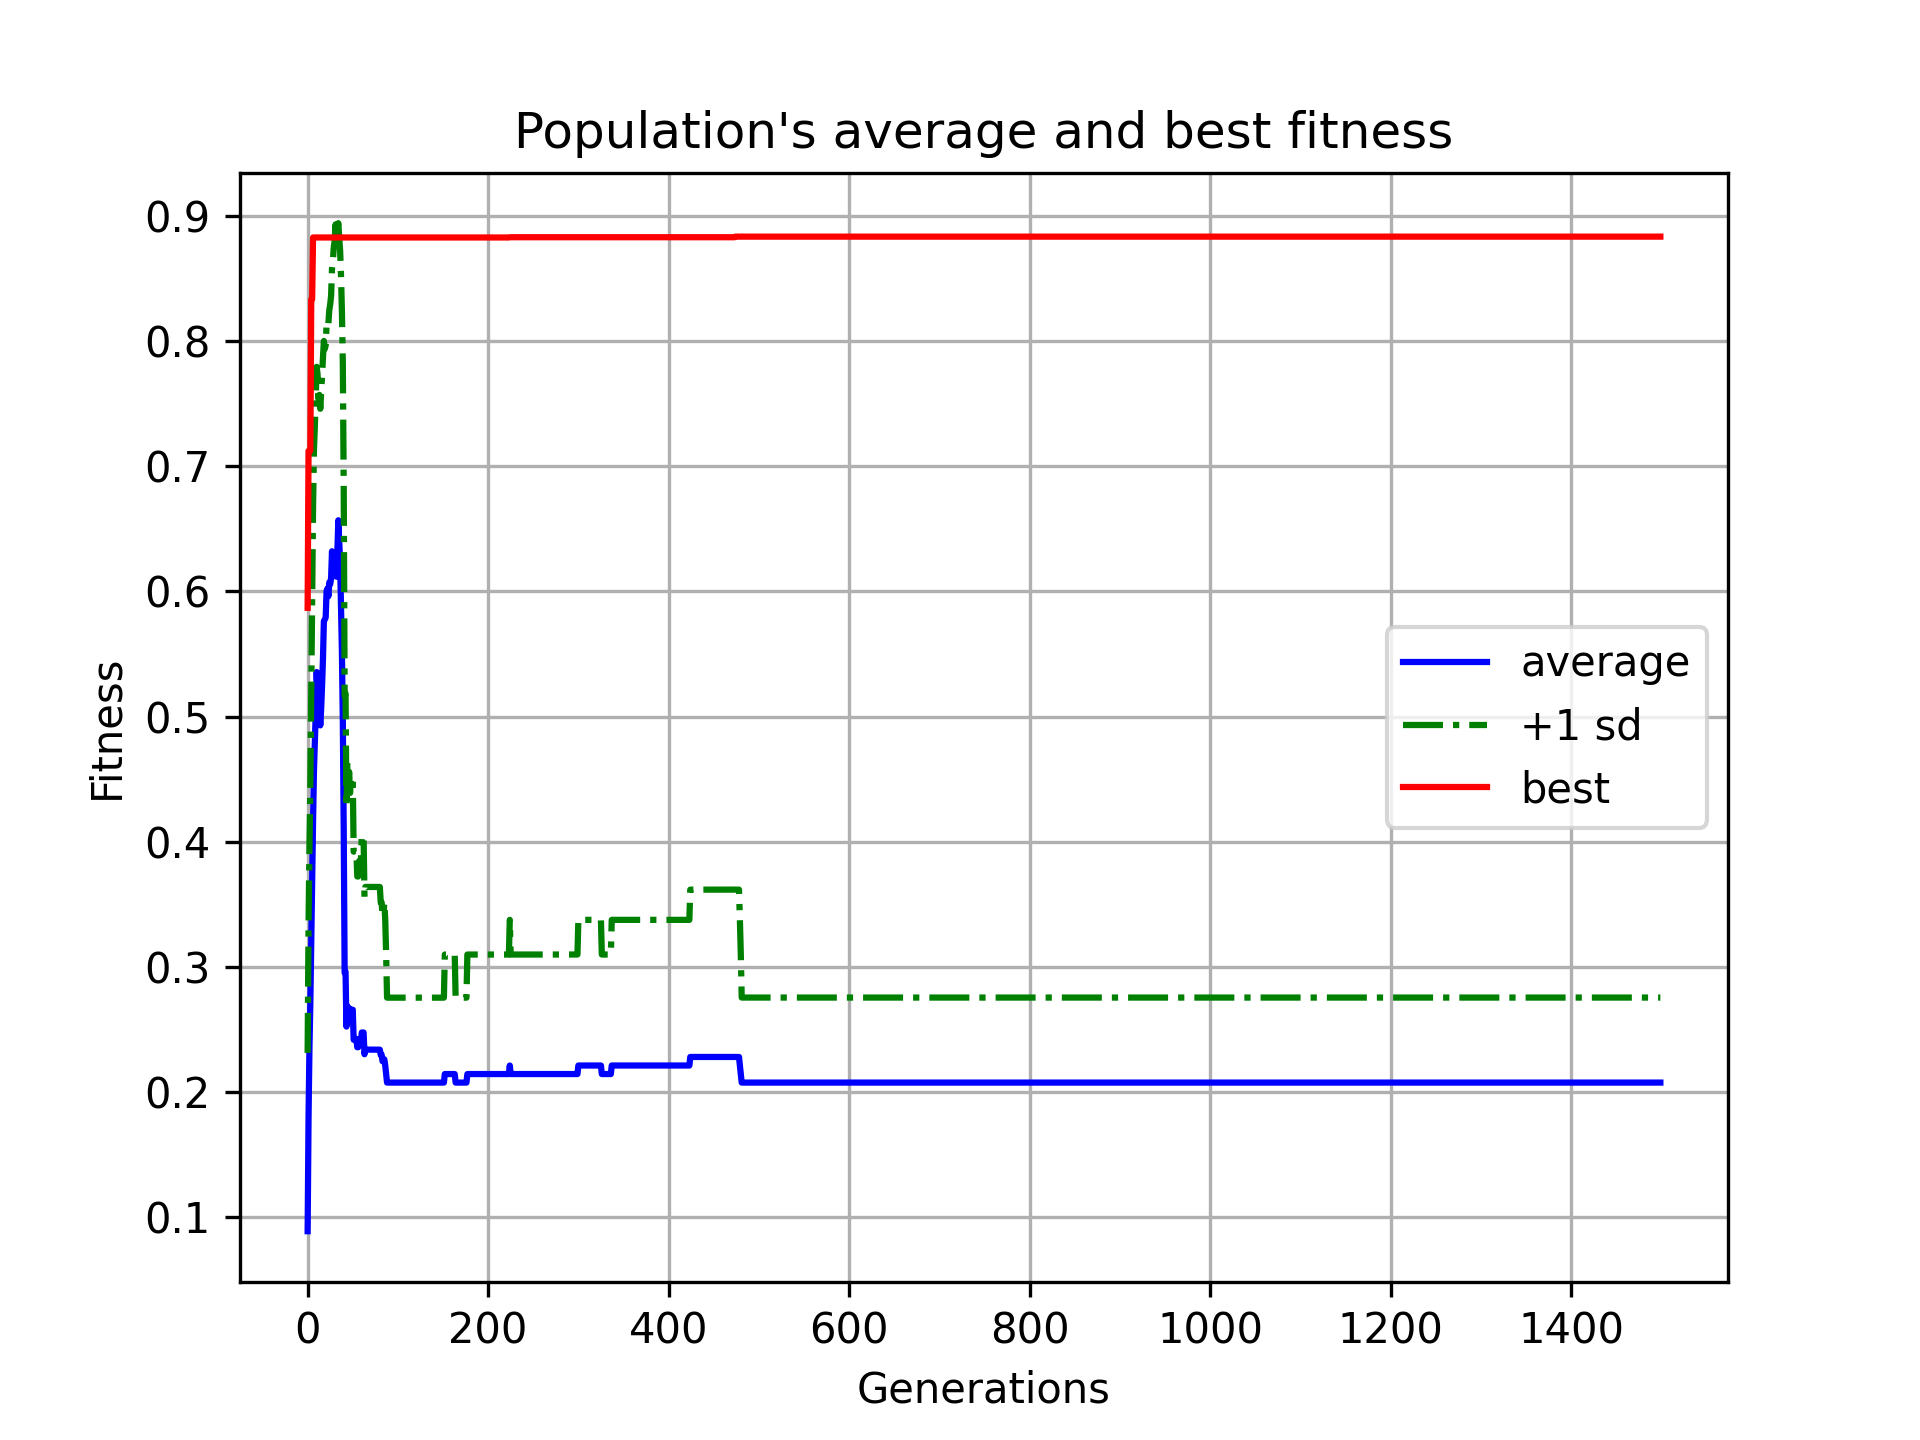 Population's average and best fitness
0.9
0.8
0.7
0.6
0.5
0.4
0.3
0.2
0.1
Fitness
average
+1 sd
best
0 200 400 600 800 1000 1200 1400
Generations